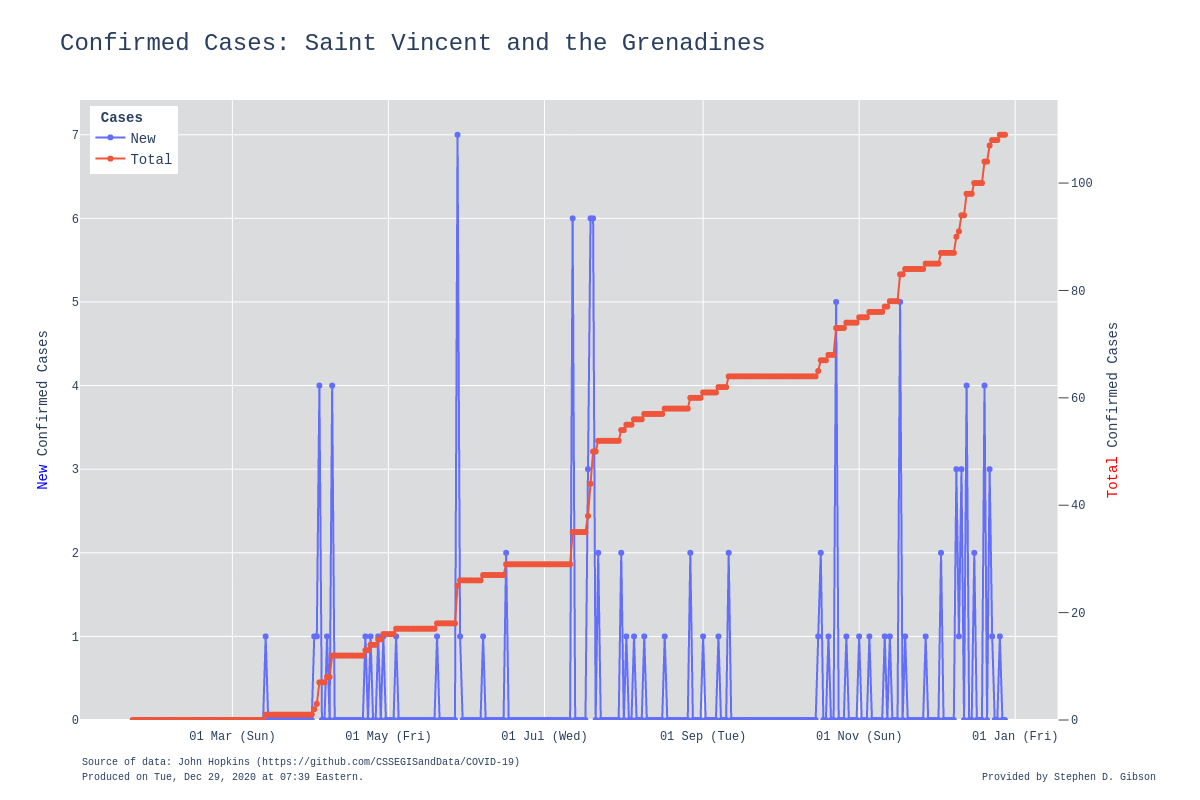 Confirmed Cases: Saint Vincent and the Grenadines
Cases
New
Total
7
6
5
4
3
2
1
0
100
80
60
40
20
0
New Confirmed Cases
Total Confirmed Cases
01 Mar (Sun) 01 May (Fri) 01 Jul (Wed) 01 Sep (Tue) 01 Nov (Sun) 01 Jan (Fri)
Source of data: John Hopkins (https://github.com/CSSEGISandData/COVID-19)
Produced on Tue, Dec 29, 2020 at 07:39 Eastern.
Provided by Stephen D. Gibson